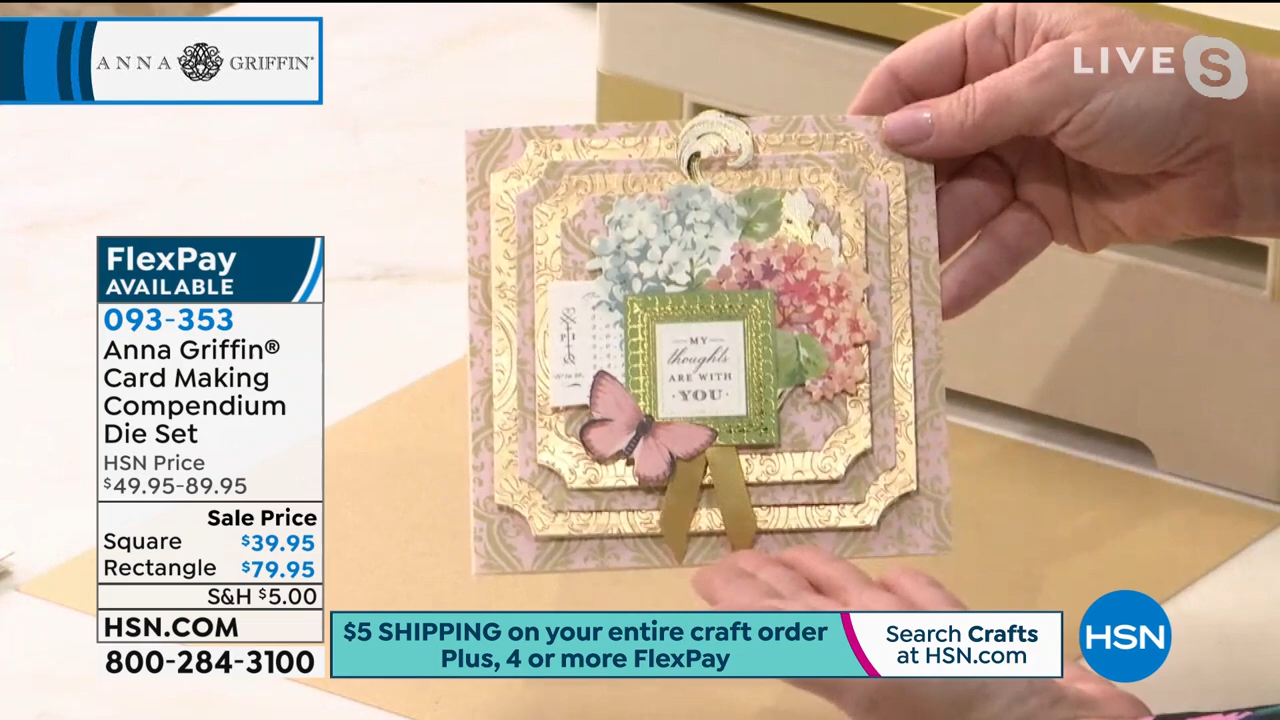 ANNA GRIFFIN
LIVE S
FlexPay
AVAILABLE
093-353
Anna Griffin®
Card Making
Compendium
Die Set
HSN Price
$49.95-89.95
Sale Price
Square $39.95
Rectangle $79.95
S&H $5.00
HSN.COM
800-284-3100
MY
thoughts
ARE WITH
·YOU·
$5 SHIPPING on your entire craft order
Plus, 4 or more FlexPay
Search Crafts
at HSN.com
HSN